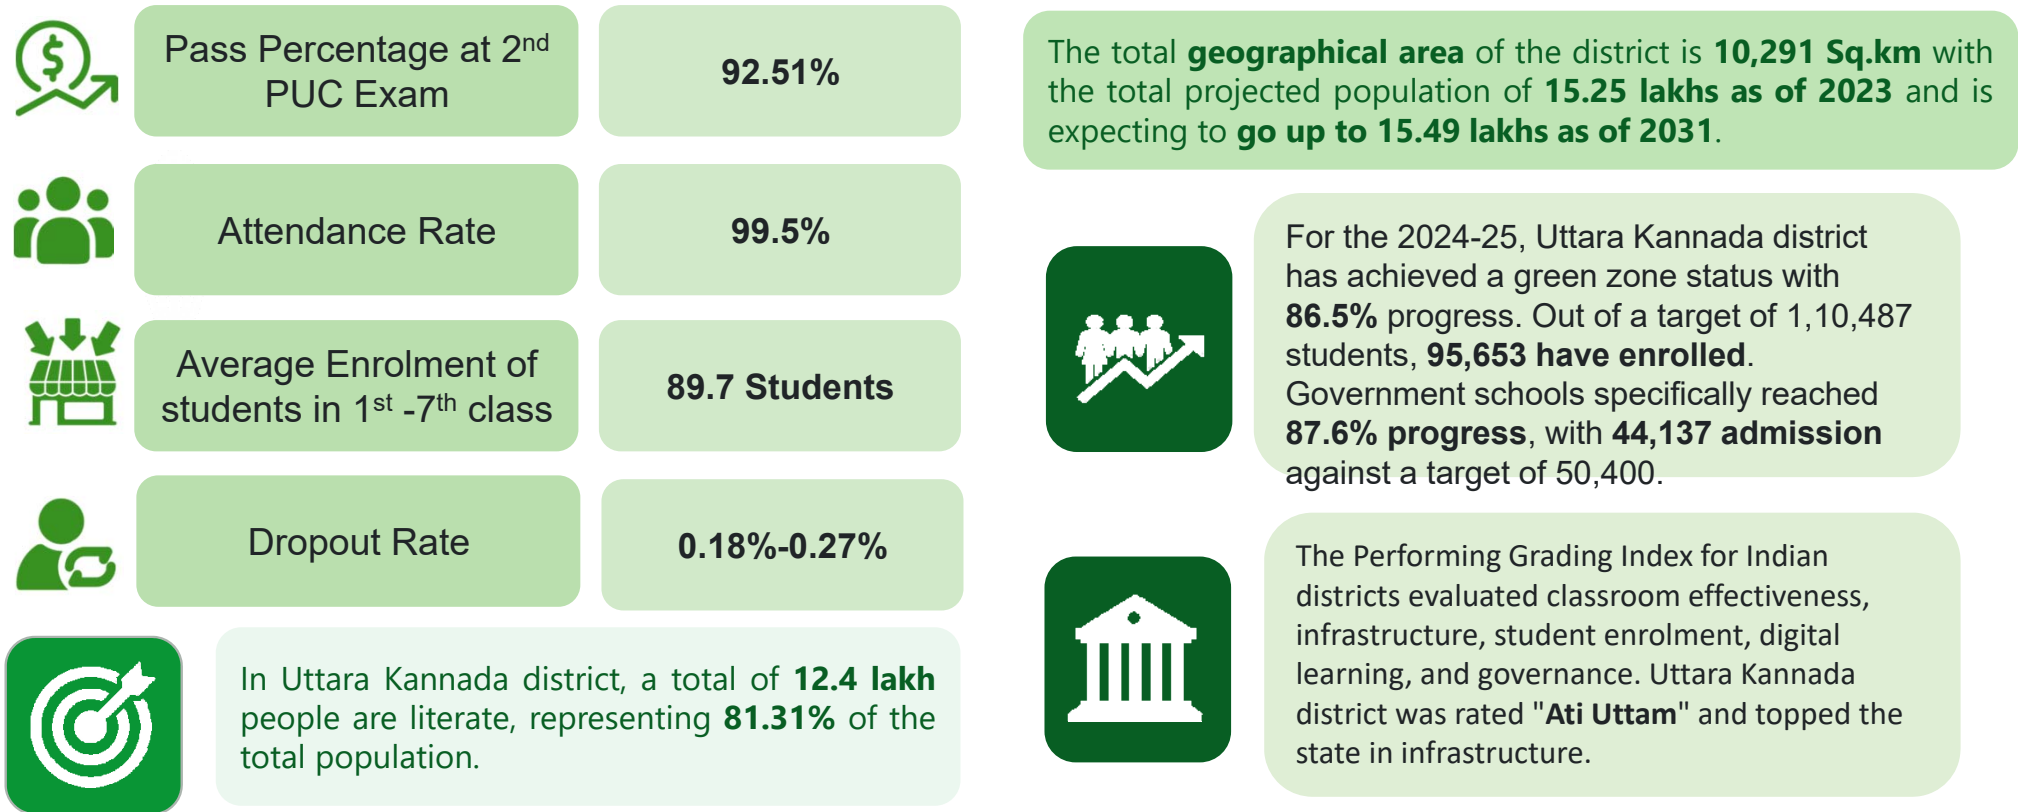 Pass Percentage at 2nd
PUC Exam
92.51%
Attendance Rate
99.5%
Average Enrolment of
students in 1st -7th class
89.7 Students
Dropout Rate
0.18%-0.27%
In Uttara Kannada district, a total of 12.4 lakh
people are literate, representing 81.31% of the
total population.
The total geographical area of the district is 10,291 Sq.km with
the total projected population of 15.25 lakhs as of 2023 and is
expecting to go up to 15.49 lakhs as of 2031.
For the 2024-25, Uttara Kannada district
has achieved a green zone status with
86.5% progress. Out of a target of 1,10,487
students, 95,653 have enrolled.
Government schools specifically reached
87.6% progress, with 44,137 admission
against a target of 50,400.
The Performing Grading Index for Indian
districts evaluated classroom effectiveness,
infrastructure, student enrolment, digital
learning, and governance. Uttara Kannada
district was rated "Ati Uttam" and topped the
state in infrastructure.